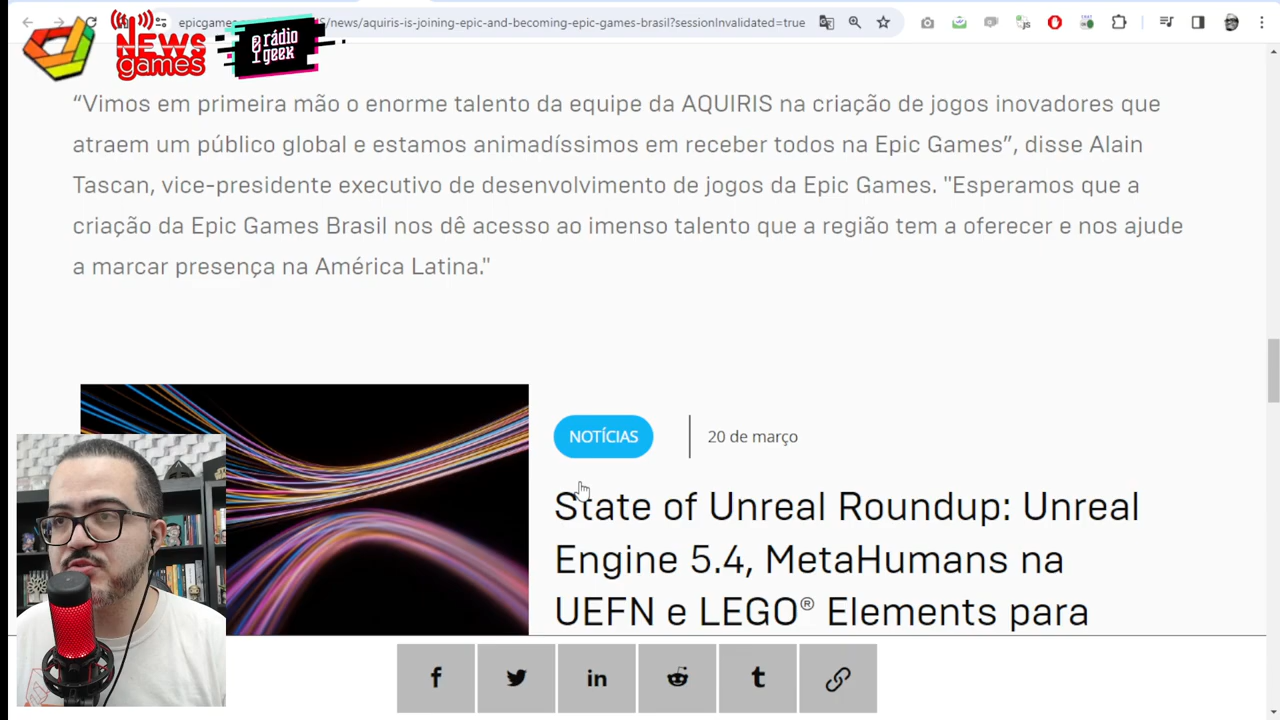 epicgames
/news/aquiris-is-joining-epic-and-becoming-epic-games-brasil?sessionInvalidated=true
NEWS
games
rádio
geek
“Vimos em primeira mão o enorme talento da equipe da AQUIRIS na criação de jogos inovadores que
atraem um público global e estamos animadíssimos em receber todos na Epic Games”, disse Alain
Tascan, vice-presidente executivo de desenvolvimento de jogos da Epic Games. "Esperamos que a
criação da Epic Games Brasil nos dê acesso ao imenso talento que a região tem a oferecer e nos ajude
a marcar presença na América Latina."
NOTÍCIAS
20 de março
State of Unreal Roundup: Unreal
Engine 5.4, MetaHumans na
UEFN e LEGO® Elements para
f
in
t